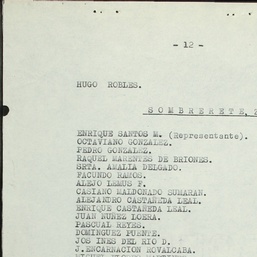 - 12 -
HUGO ROBLES.
SOMBRERETE, Z
ENRIQUE SANTOS M. (Representante).
OCTAVIANO GONZALEZ.
PEDRO GONZALEZ.
RAQUEL MARENTES DE BRIONES.
SRTA. AMALIA DELGADO.
FACUNDO RAMOS.
ALEJO LEMUS F.
CASIANO MALDONADO SUMARAN.
ALEJANDRO CASTAÑEDA LEAL.
ENRIQUE CASTAÑEDA LEAL.
JUAN NUÑEZ LOERA.
PASCUAL REYES.
DOMINGUEZ PUENTE.
JOS INES DEL RIO D.
J. ENCARNACION ROVALCABA.